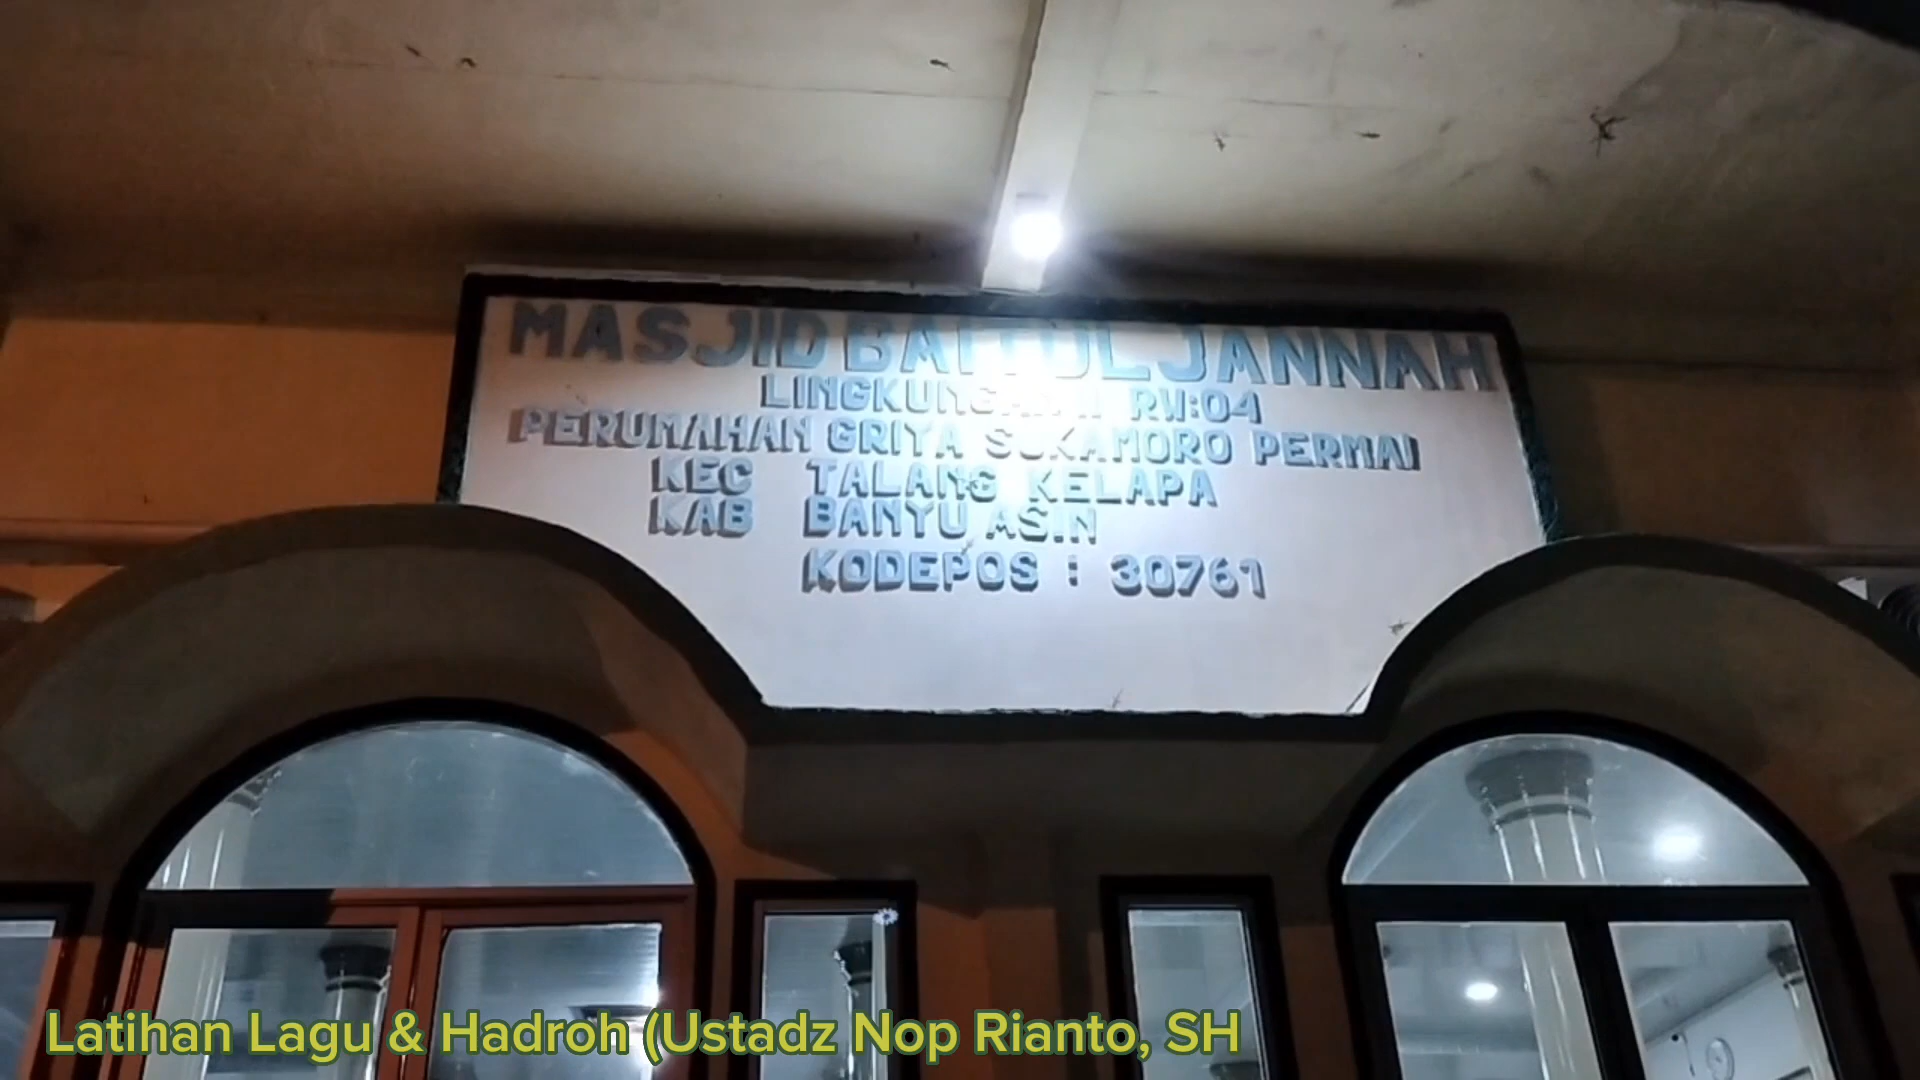 MASJID BAITUL JANNAH
LINGKUNGAN II RW:04
PERUMAHAN GRIYA SUKAMORO PERMAI
KEC TALANG KELAPA
KAB BANYU ASIN
KODEPOS : 30761
Latihan Lagu & Hadroh (Ustadz Nop Rianto, SH